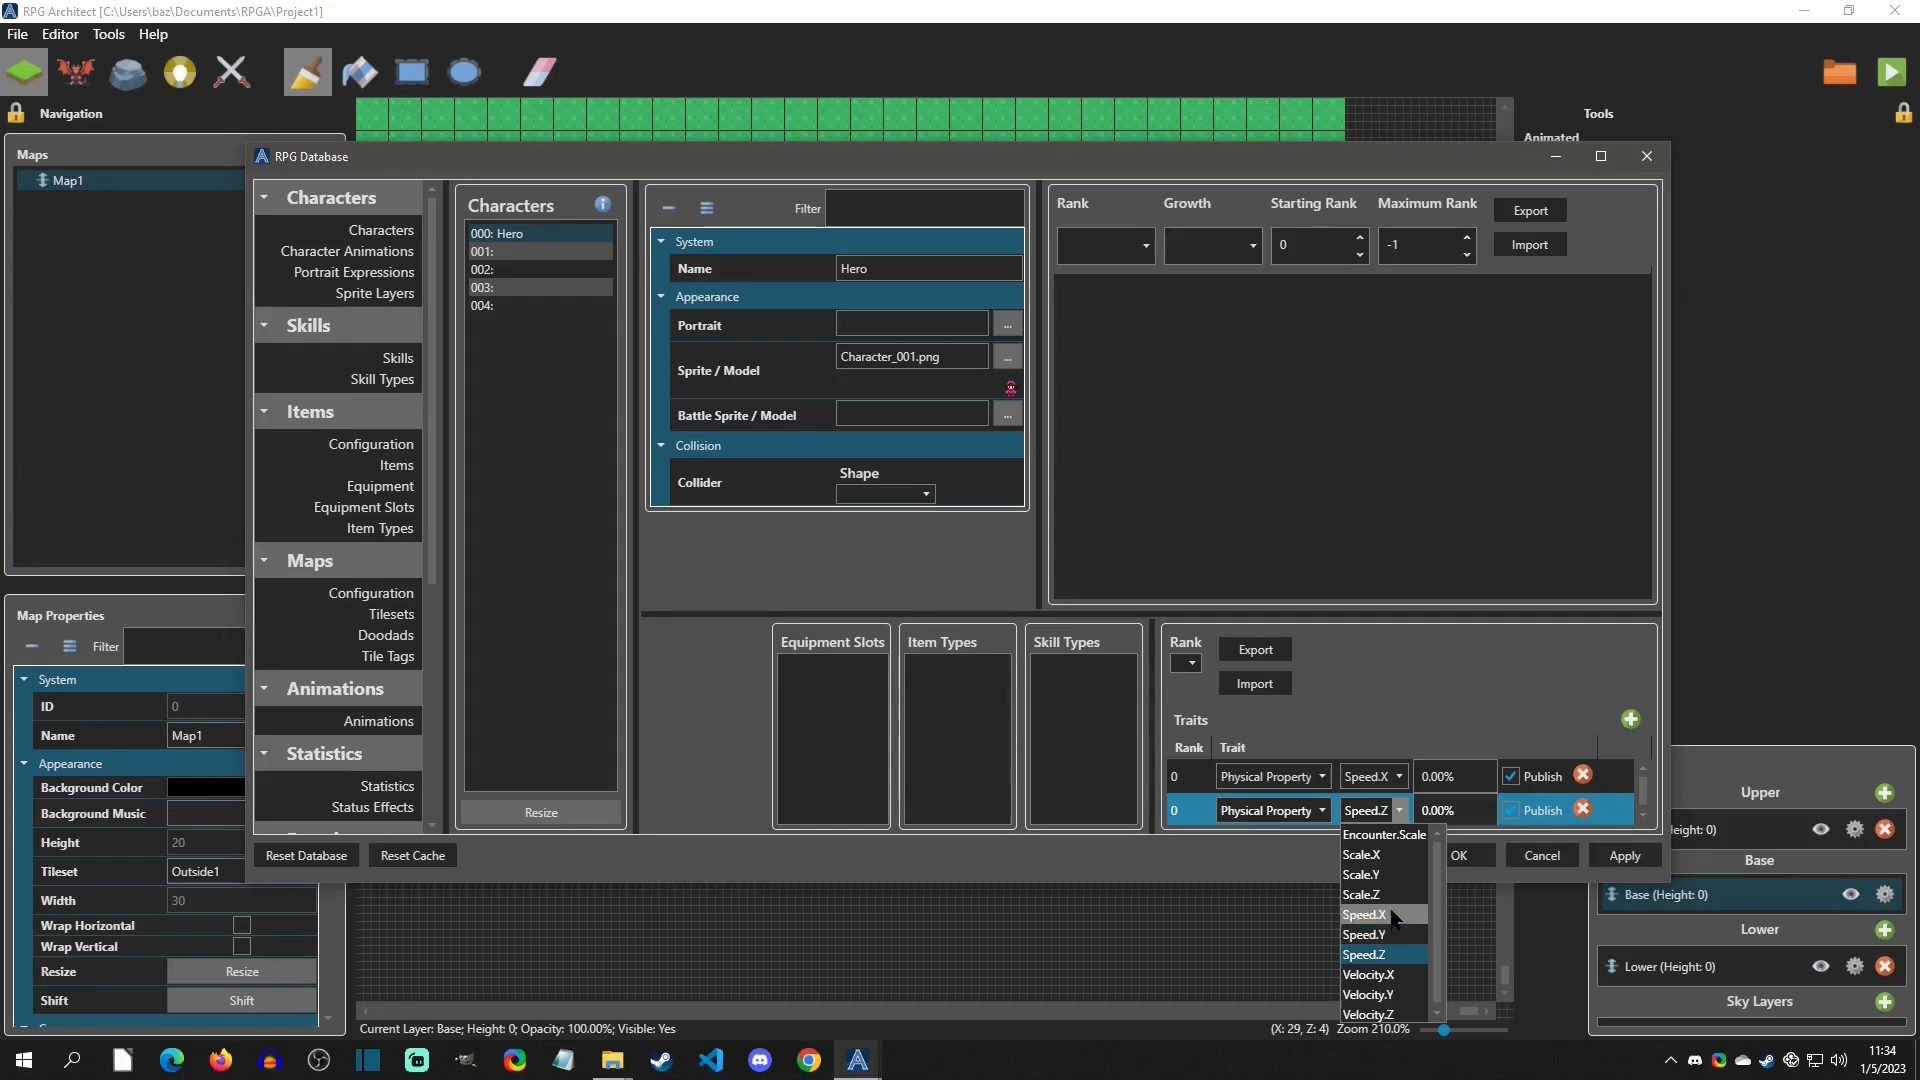 RPG Architect [C:\Users\baz\Documents\RPGA\Project1]
File Editor Tools Help
Navigation
Tools
Animated
Maps
Map1
RPG Database
Characters
Characters
Character Animations
Portrait Expressions
Sprite Layers
Skills
Skills
Skill Types
Items
Configuration
Items
Equipment
Equipment Slots
Item Types
Maps
Configuration
Tilesets
Doodads
Tile Tags
Animations
Animations
Statistics
Statistics
Status Effects
Reset Database Reset Cache
Characters
000: Hero
001:
002:
003:
004:
Resize
Filter
System
Name Hero
Appearance
Portrait ...
Sprite / Model Character_001.png ...
Battle Sprite / Model ...
Collision
Collider Shape
Rank Growth Starting Rank Maximum Rank Export
0 -1 Import
Equipment Slots Item Types Skill Types
Rank Export
Import
Traits
Rank Trait
0 Physical Property Speed.X 0.00% Publish
0 Physical Property Speed.Z 0.00% Publish
Encounter.Scale
Scale.X
Scale.Y
Scale.Z
Speed.X
Speed.Y
Speed.Z
Velocity.X
Velocity.Y
Velocity.Z
OK Cancel Apply
Map Properties
Filter
System
ID 0
Name Map1
Appearance
Background Color
Background Music
Height 20
Tileset Outside1
Width 30
Wrap Horizontal
Wrap Vertical
Resize Resize
Shift Shift
Upper
eight: 0)
Base
Base (Height: 0)
Lower
Lower (Height: 0)
Sky Layers
Current Layer: Base; Height: 0; Opacity: 100.00%; Visible: Yes
(X: 29, Z: 4) Zoom 210.0%
11:34
1/5/2023